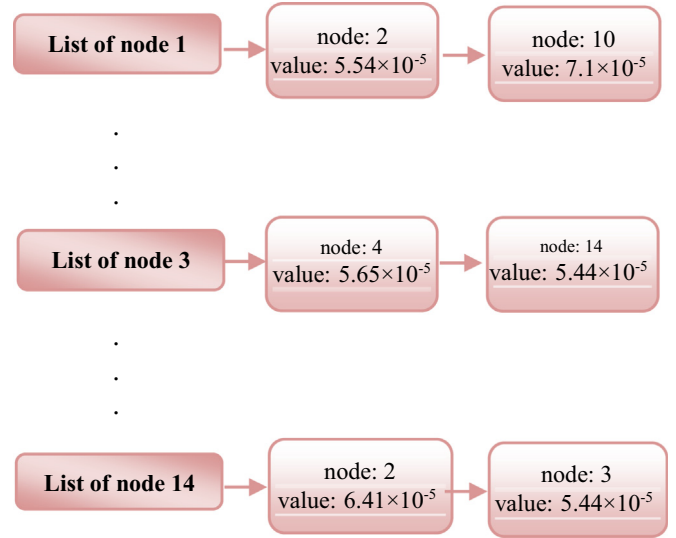 List of node 1
node: 2
value: 5.54×10⁻⁵
node: 10
value: 7.1×10⁻⁵
.
.
.
List of node 3
node: 4
value: 5.65×10⁻⁵
node: 14
value: 5.44×10⁻⁵
.
.
.
List of node 14
node: 2
value: 6.41×10⁻⁵
node: 3
value: 5.44×10⁻⁵